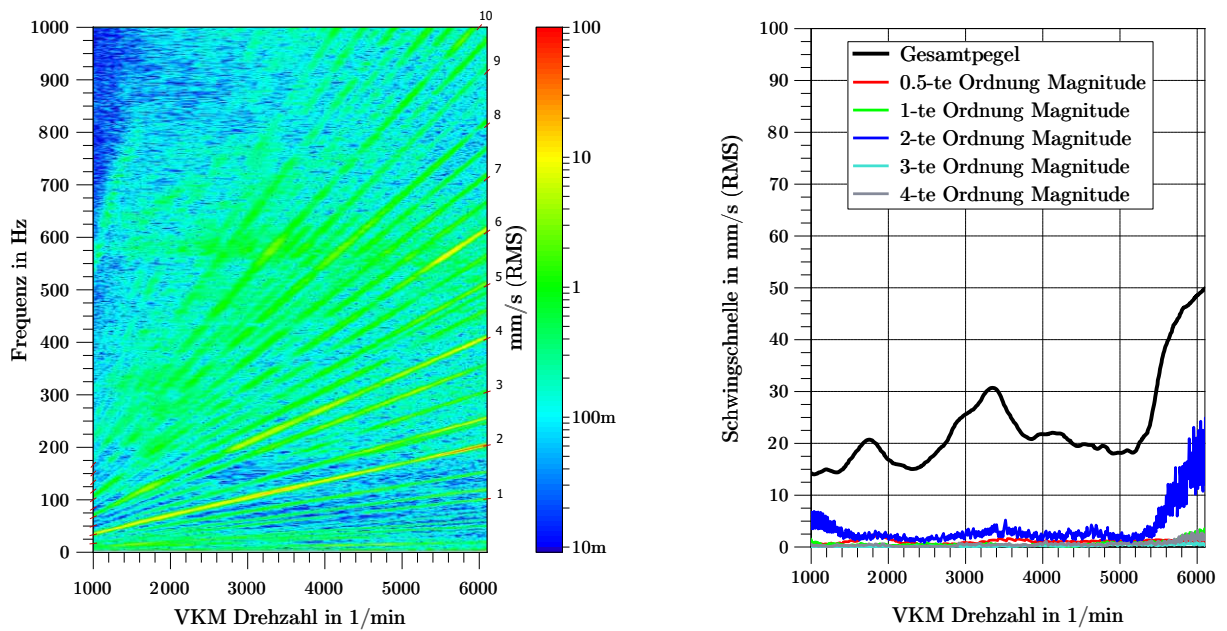 10
9
8
7
6
5
4
3
2
1
1000
900
800
700
600
500
400
300
200
100
0
Frequenz in Hz
1000 2000 3000 4000 5000 6000
VKM Drehzahl in 1/min
100
10
1
100m
10m
mm/s (RMS)
100
90
80
70
60
50
40
30
20
10
0
Schwingschnelle in mm/s (RMS)
Gesamtpegel
0.5-te Ordnung Magnitude
1-te Ordnung Magnitude
2-te Ordnung Magnitude
3-te Ordnung Magnitude
4-te Ordnung Magnitude
1000 2000 3000 4000 5000 6000
VKM Drehzahl in 1/min